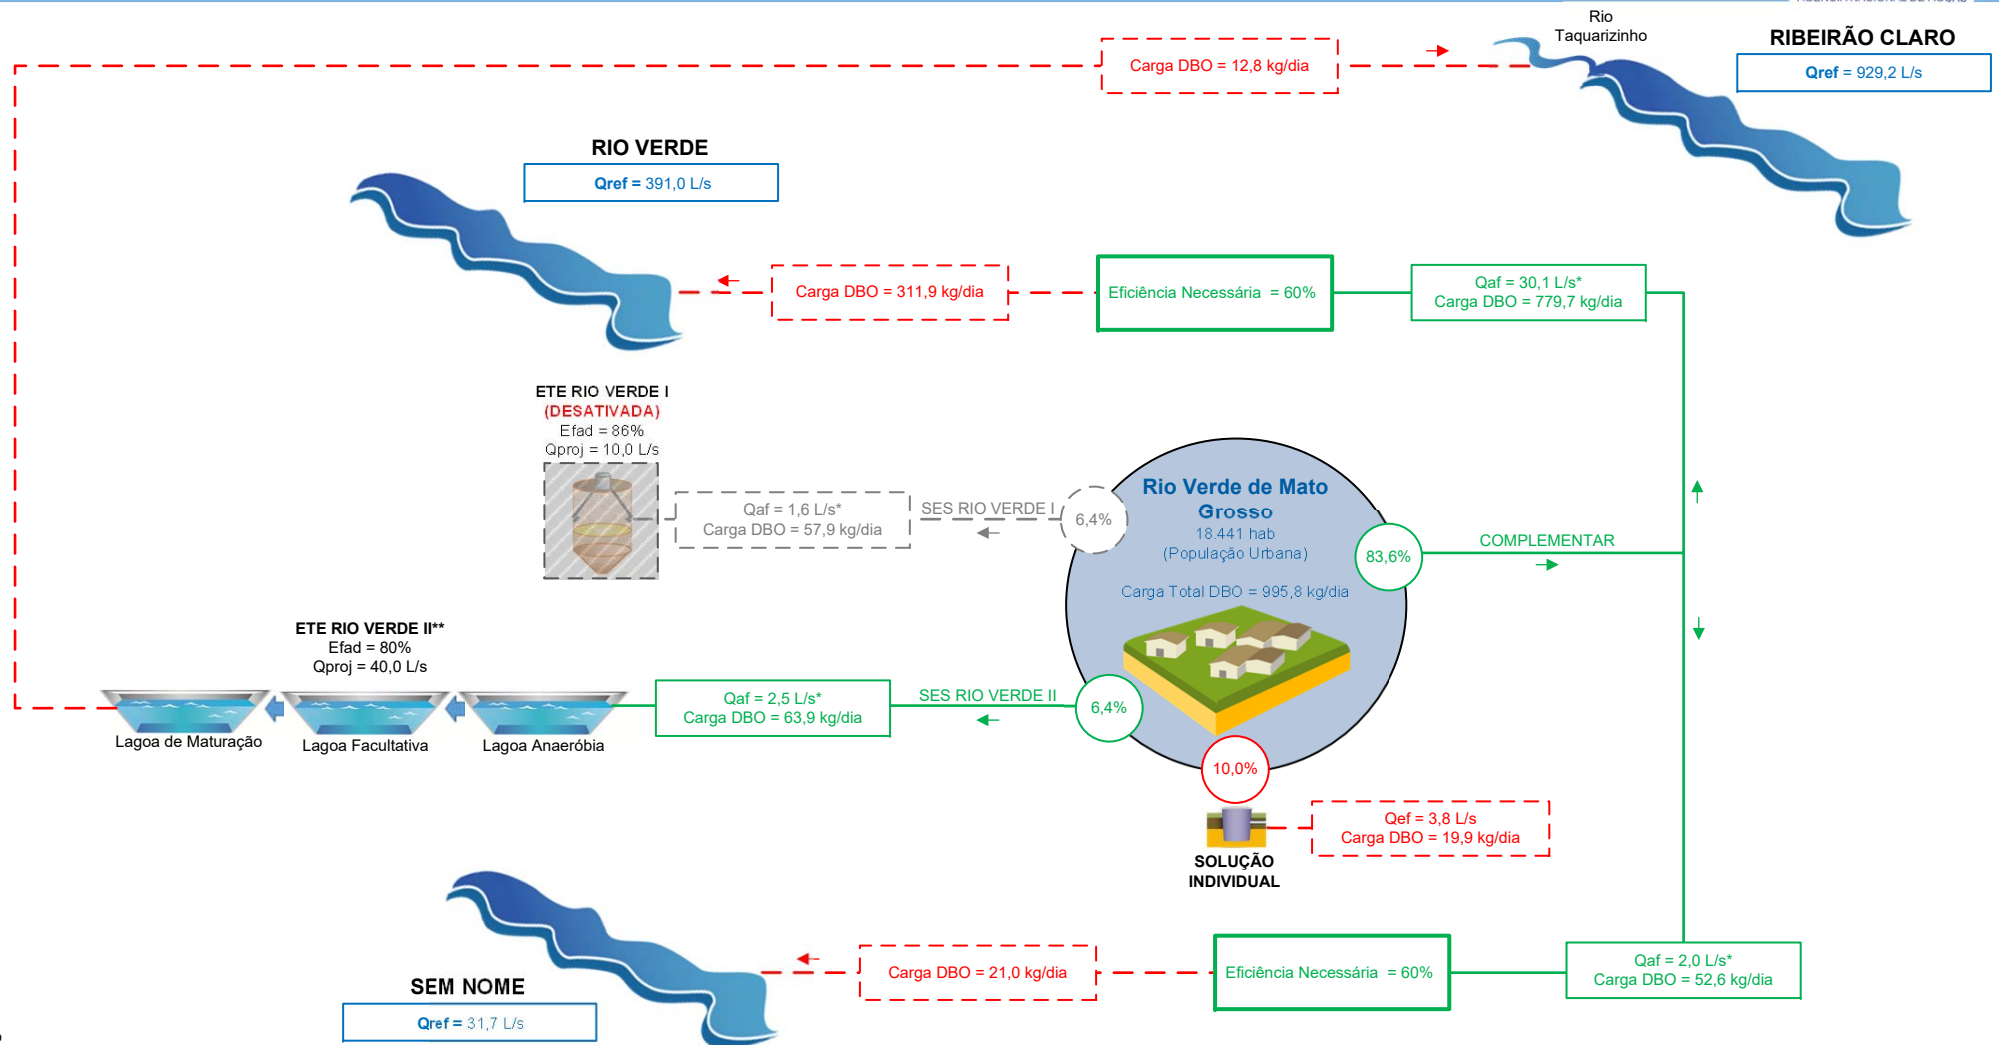 Rio
Taquarizinho
RIBEIRÃO CLARO
Qref = 929,2 L/s
Carga DBO = 12,8 kg/dia
RIO VERDE
Qref = 391,0 L/s
Carga DBO = 311,9 kg/dia
Eficiência Necessária = 60%
Qaf = 30,1 L/s*
Carga DBO = 779,7 kg/dia
ETE RIO VERDE I
(DESATIVADA)
Efad = 86%
Qproj = 10,0 L/s
Qaf = 1,6 L/s*
Carga DBO = 57,9 kg/dia
SES RIO VERDE I
6,4%
Rio Verde de Mato
Grosso
18.441 hab
(População Urbana)
Carga Total DBO = 995,8 kg/dia
83,6%
COMPLEMENTAR
ETE RIO VERDE II**
Efad = 80%
Qproj = 40,0 L/s
Lagoa de Maturação
Lagoa Facultativa
Lagoa Anaeróbia
Qaf = 2,5 L/s*
Carga DBO = 63,9 kg/dia
SES RIO VERDE II
6,4%
10,0%
SOLUÇÃO
INDIVIDUAL
Qef = 3,8 L/s
Carga DBO = 19,9 kg/dia
SEM NOME
Qref = 31,7 L/s
Carga DBO = 21,0 kg/dia
Eficiência Necessária = 60%
Qaf = 2,0 L/s*
Carga DBO = 52,6 kg/dia